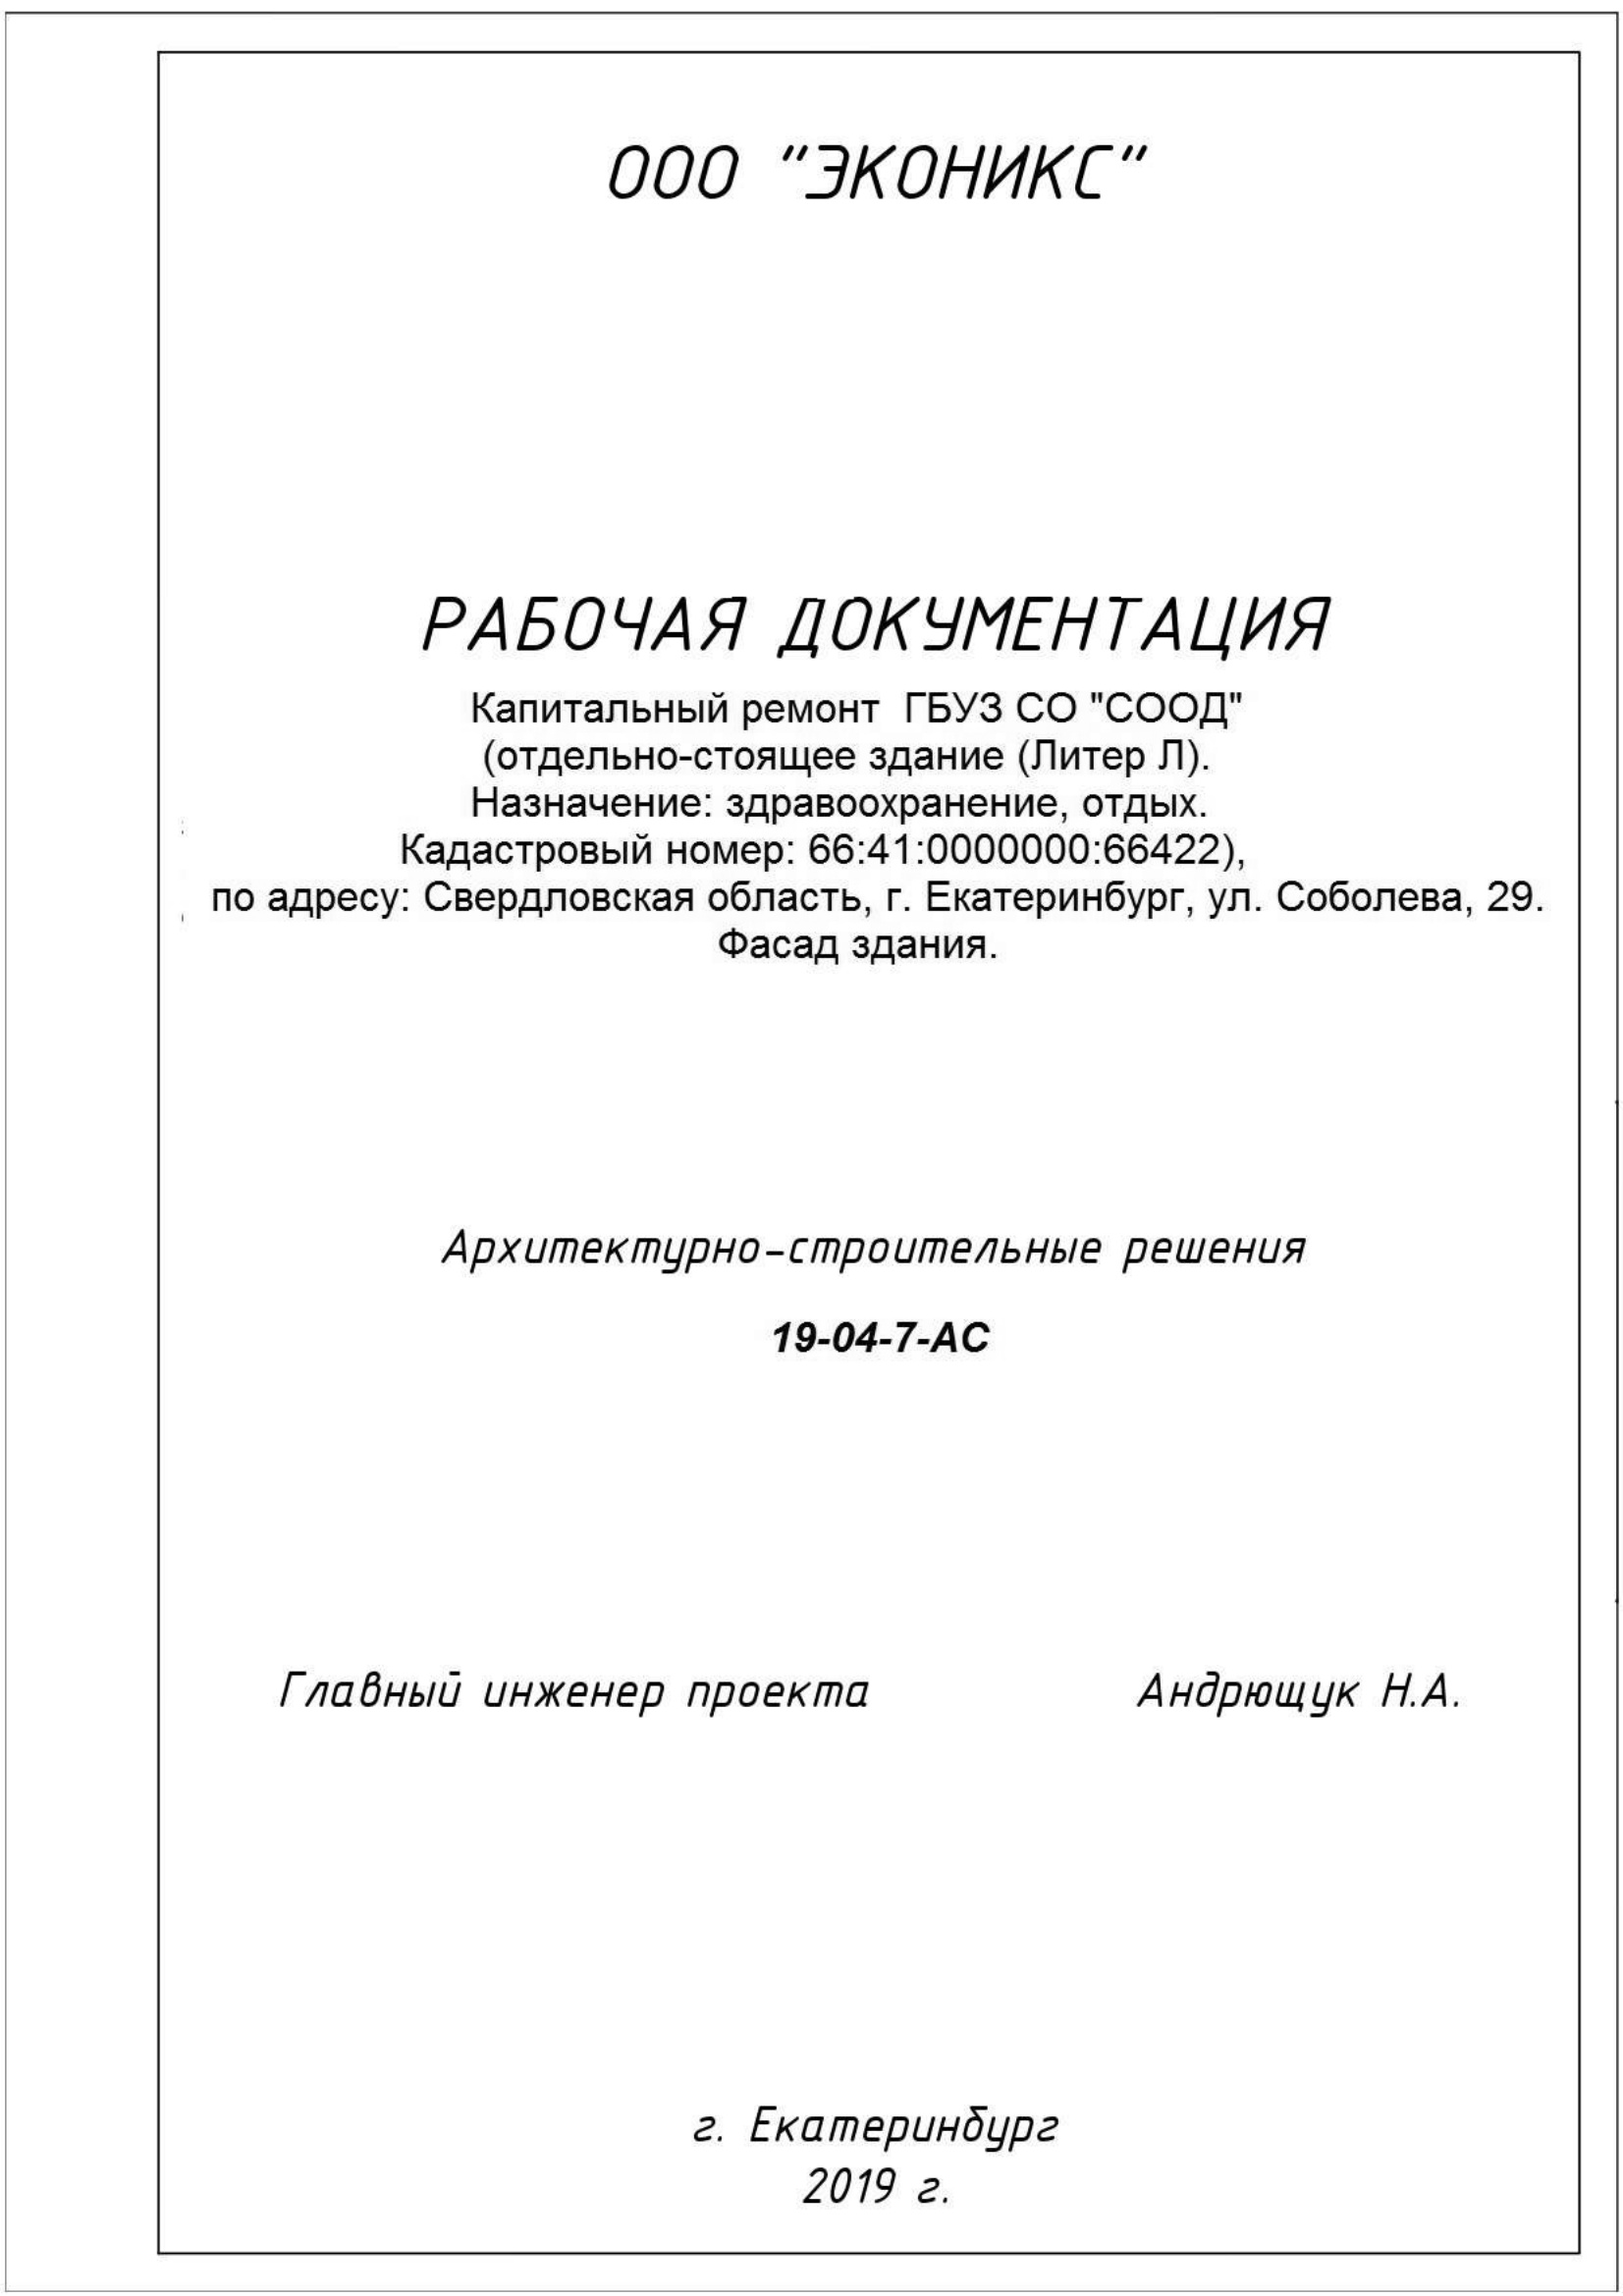 ООО "ЭКОНИКС"
РАБОЧАЯ ДОКУМЕНТАЦИЯ
Капитальный ремонт ГБУЗ СО "СООД"
(отдельно-стоящее здание (Литер Л).
Назначение: здравоохранение, отдых.
Кадастровый номер: 66:41:0000000:66422),
по адресу: Свердловская область, г. Екатеринбург, ул. Соболева, 29.
Фасад здания.
Архитектурно-строительные решения
19-04-7-АС
Главный инженер проекта Андрющук Н.А.
г. Екатеринбург
2019 г.